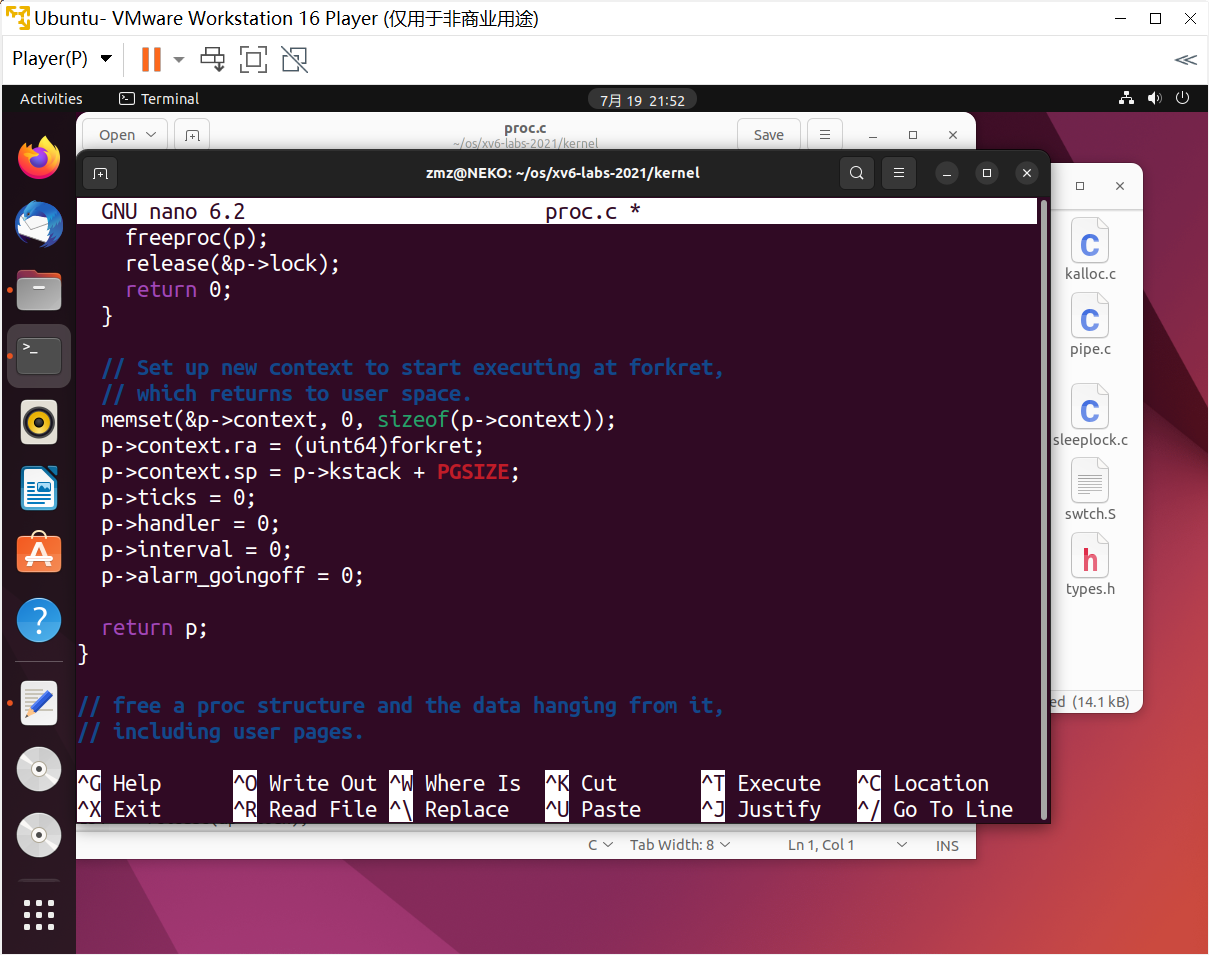 Ubuntu- VMware Workstation 16 Player (仅用于非商业用途)
Player(P)
Activities
Terminal
7月 19 21:52
Open
proc.c
~/os/xv6-labs-2021/kernel
Save
zmz@NEKO: ~/os/xv6-labs-2021/kernel
GNU nano 6.2 proc.c *
freeproc(p);
release(&p->lock);
return 0;
}
// Set up new context to start executing at forkret,
// which returns to user space.
memset(&p->context, 0, sizeof(p->context));
p->context.ra = (uint64)forkret;
p->context.sp = p->kstack + PGSIZE;
p->ticks = 0;
p->handler = 0;
p->interval = 0;
p->alarm_goingoff = 0;
return p;
}
// free a proc structure and the data hanging from it,
// including user pages.
^G Help ^O Write Out ^W Where Is ^K Cut ^T Execute ^C Location
^X Exit ^R Read File ^\ Replace ^U Paste ^J Justify ^/ Go To Line
C Tab Width: 8 Ln 1, Col 1 INS
kalloc.c
pipe.c
sleeplock.c
swtch.S
types.h
ed (14.1 kB)